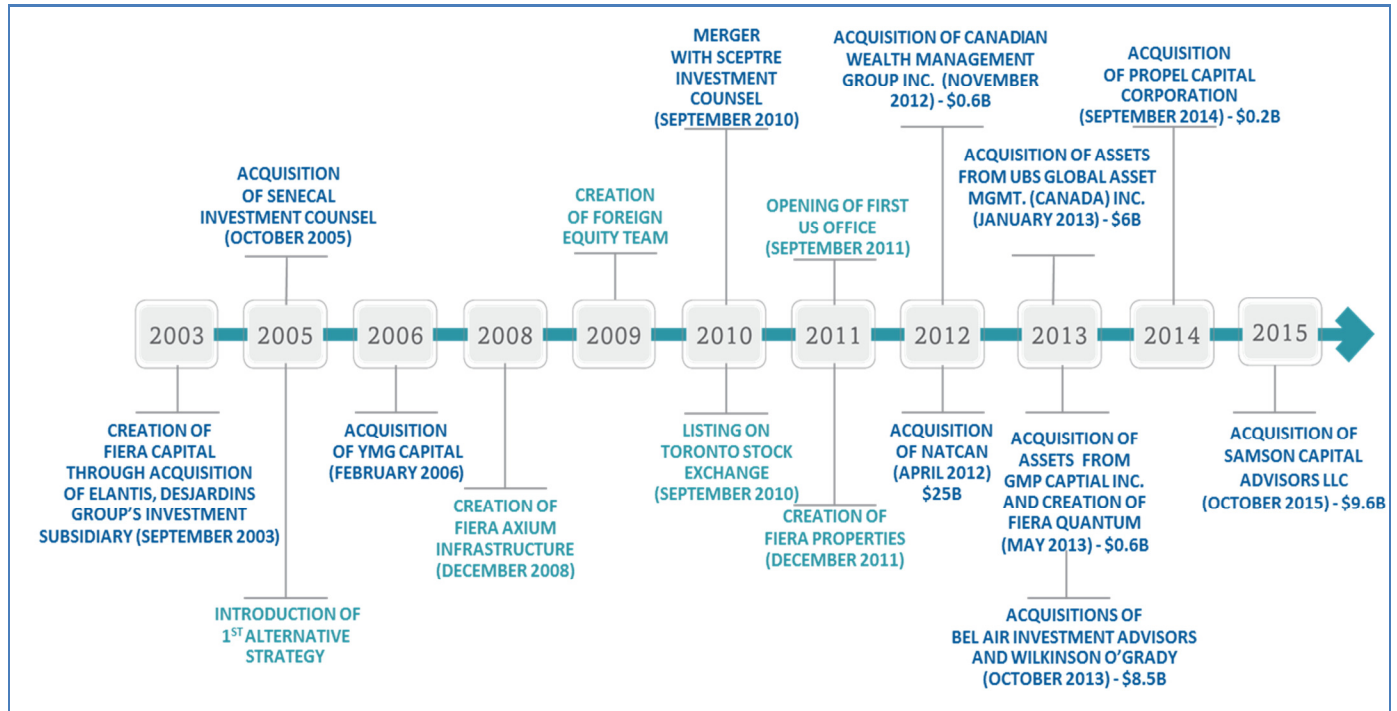 MERGER
WITH SCEPTRE
INVESTMENT
COUNSEL
(SEPTEMBER 2010)
ACQUISITION OF CANADIAN
WEALTH MANAGEMENT
GROUP INC. (NOVEMBER
2012) - $0.6B
ACQUISITION
OF PROPEL CAPITAL
CORPORATION
(SEPTEMBER 2014) - $0.2B
ACQUISITION
OF SENECAL
INVESTMENT COUNSEL
(OCTOBER 2005)
CREATION
OF FOREIGN
EQUITY TEAM
OPENING OF FIRST
US OFFICE
(SEPTEMBER 2011)
ACQUISITION OF ASSETS
FROM UBS GLOBAL ASSET
MGMT. (CANADA) INC.
(JANUARY 2013) - $6B
2003 2005 2006 2008 2009 2010 2011 2012 2013 2014 2015
CREATION OF
FIERA CAPITAL
THROUGH ACQUISITION
OF ELANTIS, DESJARDINS
GROUP'S INVESTMENT
SUBSIDIARY (SEPTEMBER 2003)
INTRODUCTION OF
1ST ALTERNATIVE
STRATEGY
ACQUISITION
OF YMG CAPITAL
(FEBRUARY 2006)
CREATION OF
FIERA AXIUM
INFRASTRUCTURE
(DECEMBER 2008)
LISTING ON
TORONTO STOCK
EXCHANGE
(SEPTEMBER 2010)
CREATION OF
FIERA PROPERTIES
(DECEMBER 2011)
ACQUISITION
OF NATCAN
(APRIL 2012)
$25B
ACQUISITION OF
ASSETS FROM
GMP CAPTIAL INC.
AND CREATION OF
FIERA QUANTUM
(MAY 2013) - $0.6B
ACQUISITIONS OF
BEL AIR INVESTMENT ADVISORS
AND WILKINSON O'GRADY
(OCTOBER 2013) - $8.5B
ACQUISITION OF
SAMSON CAPITAL
ADVISORS LLC
(OCTOBER 2015) - $9.6B